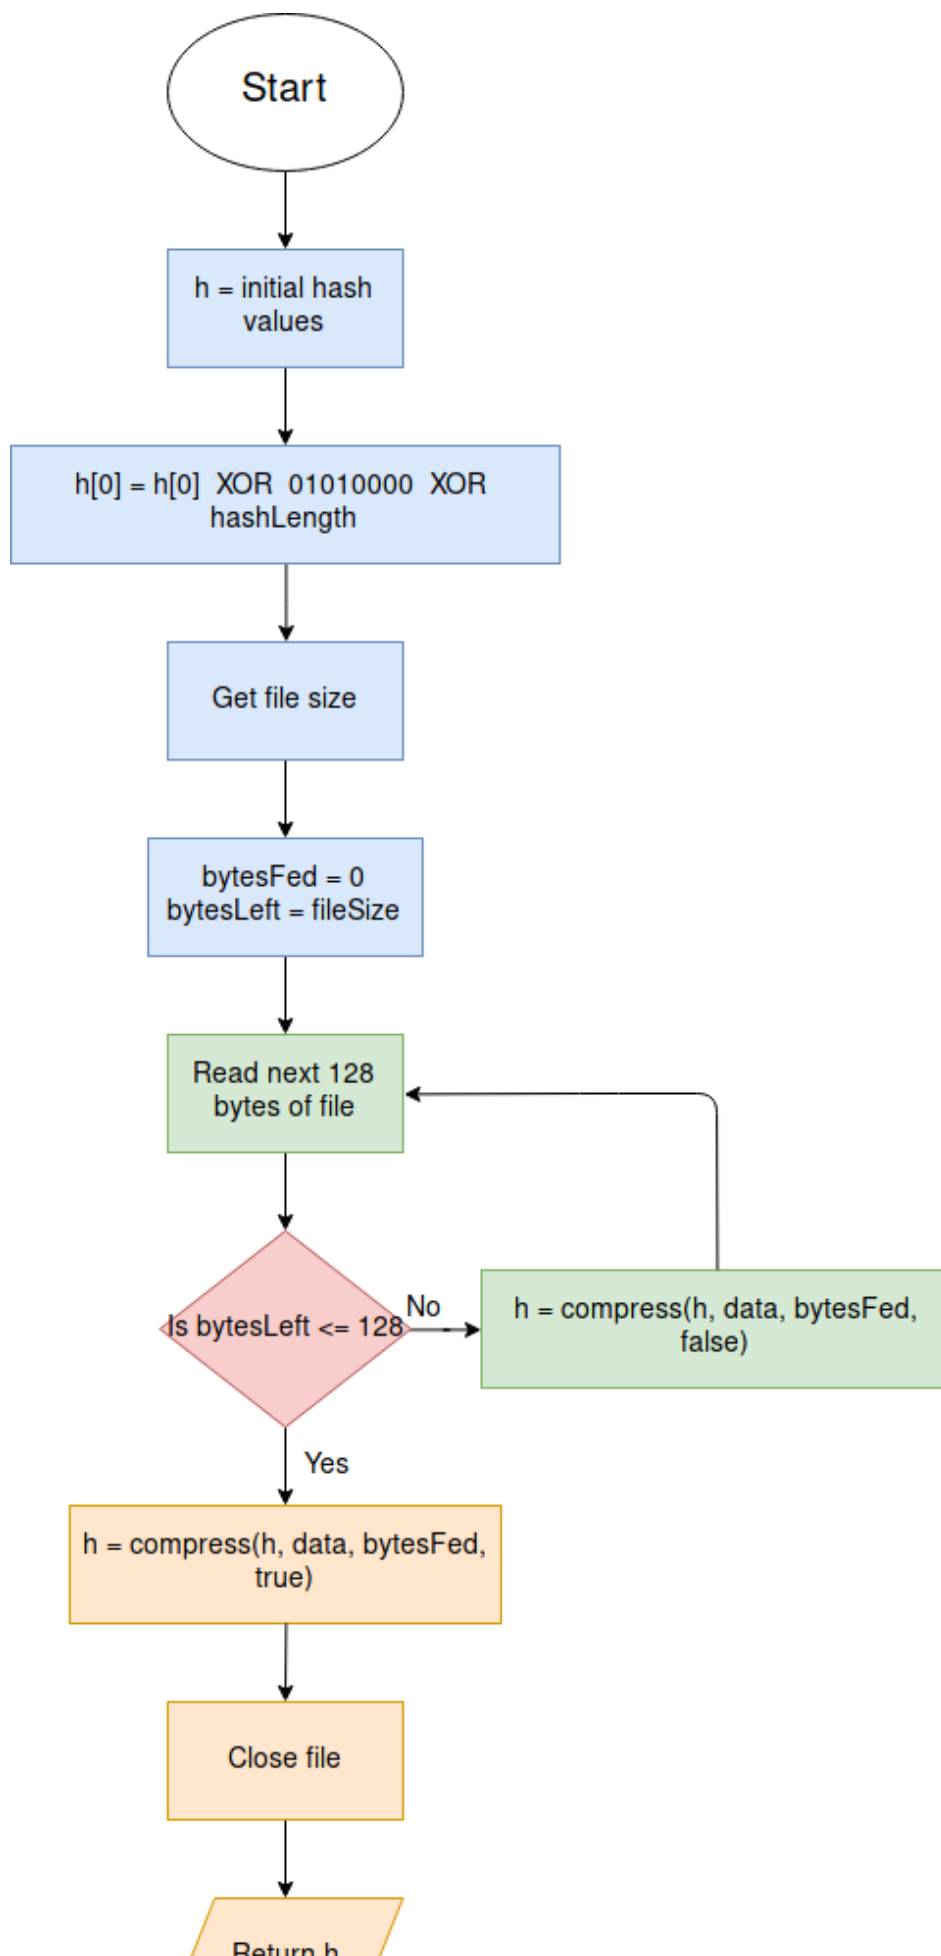 Start
h = initial hash
values
h[0] = h[0] XOR 01010000 XOR
hashLength
Get file size
bytesFed = 0
bytesLeft = fileSize
Read next 128
bytes of file
Is bytesLeft <= 128
No
h = compress(h, data, bytesFed,
false)
Yes
h = compress(h, data, bytesFed,
true)
Close file
Return h